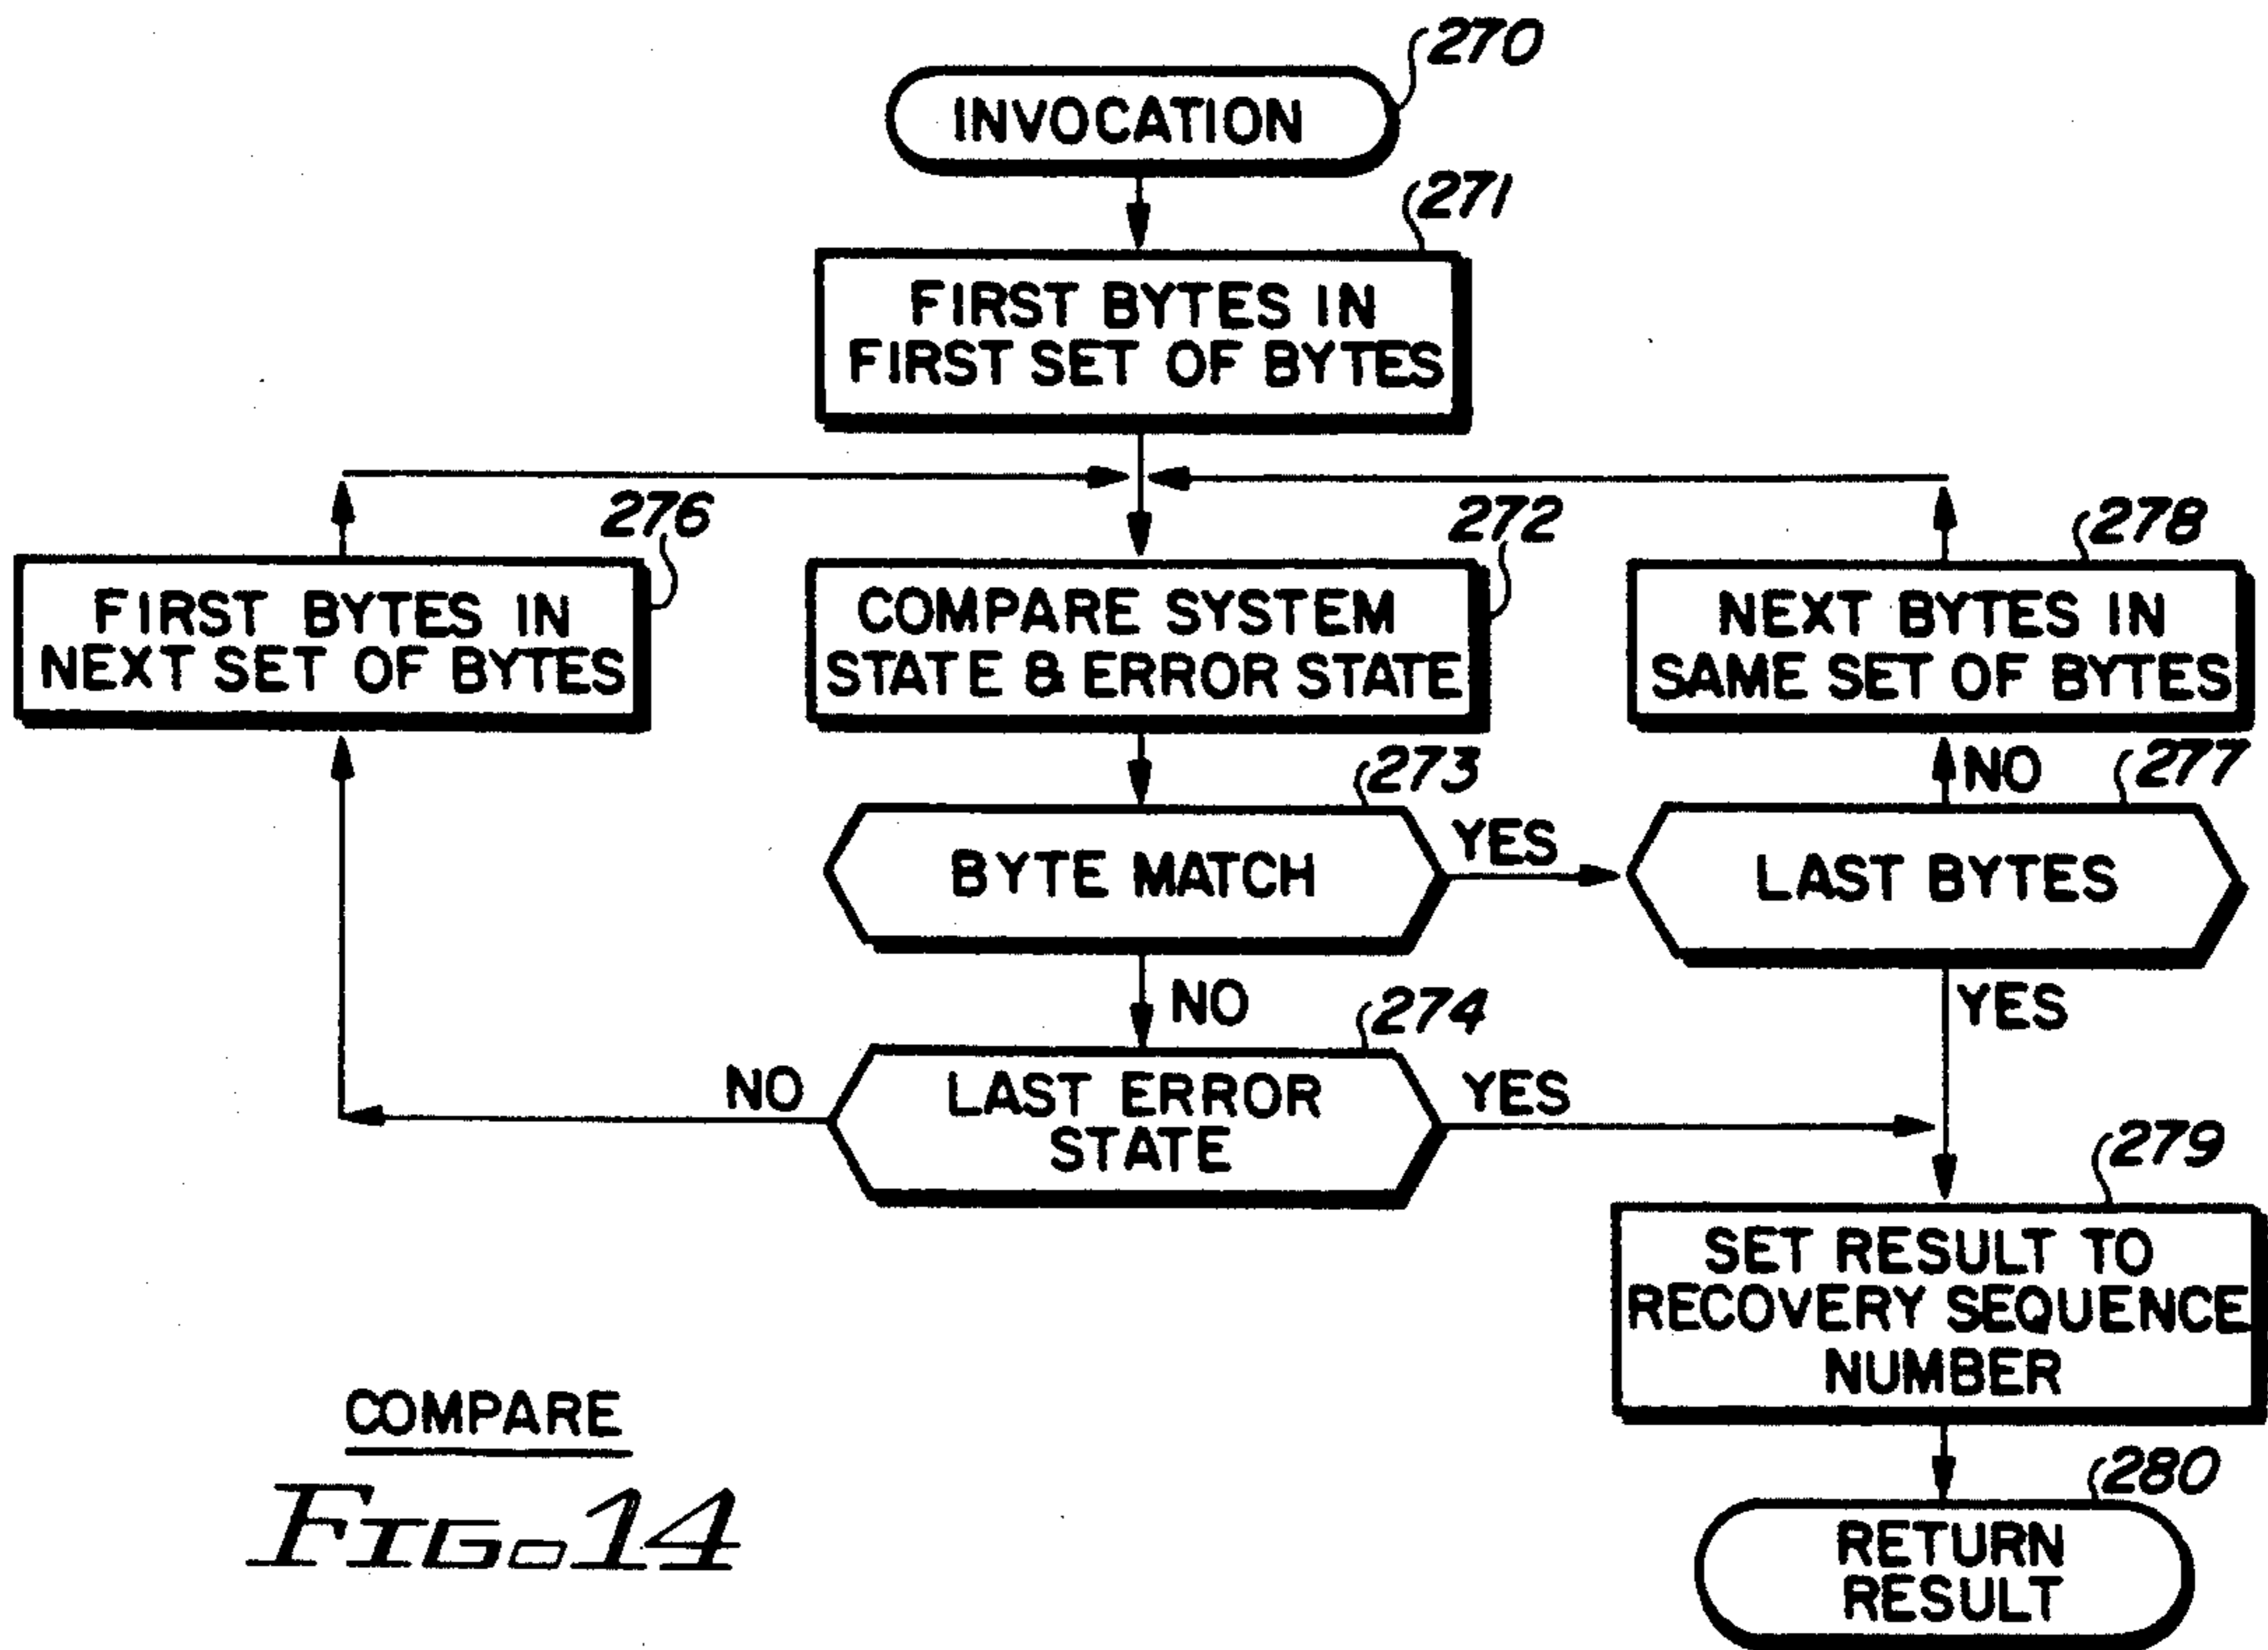 270
INVOCATION
271
FIRST BYTES IN
FIRST SET OF BYTES
276
272
278
FIRST BYTES IN
NEXT SET OF BYTES
COMPARE SYSTEM
STATE & ERROR STATE
NEXT BYTES IN
SAME SET OF BYTES
273
NO
277
BYTE MATCH
YES
LAST BYTES
NO
274
YES
NO
LAST ERROR
STATE
YES
279
SET RESULT TO
RECOVERY SEQUENCE
NUMBER
COMPARE
FIG. 14
280
RETURN
RESULT